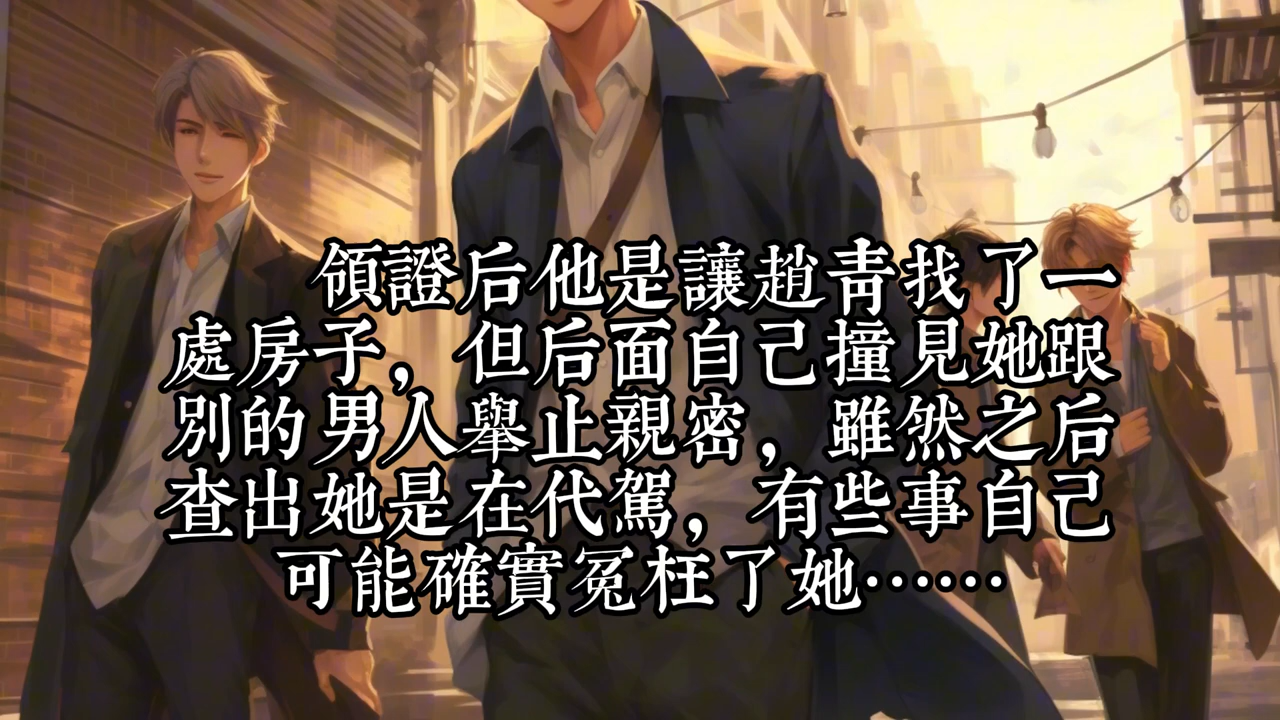 領證后他是讓趙青找了一
處房子，但后面自己撞見她跟
別的男人舉止親密，雖然之后
查出她是在代駕，有些事自己
可能確實冤枉了她……